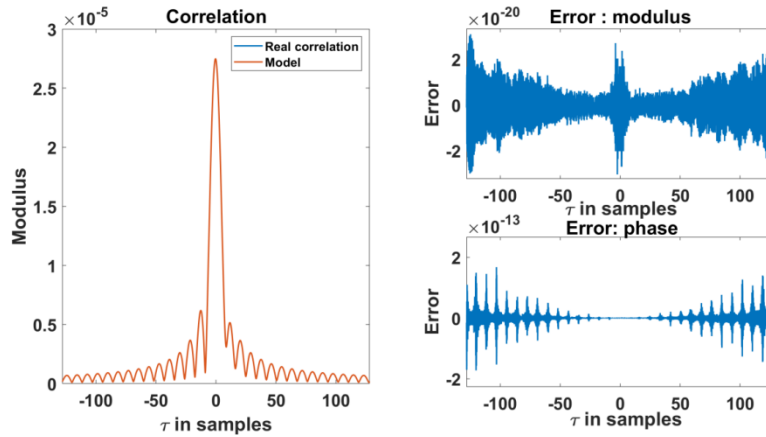 ×10⁻⁵
Correlation
3
2.5
2
1.5
1
0.5
0
Modulus
Real correlation
Model
-100
-50
0
50
100
τ in samples
×10⁻²⁰
Error : modulus
2
0
-2
Error
-100
-50
0
50
100
τ in samples
×10⁻¹³
Error: phase
2
0
-2
Error
-100
-50
0
50
100
τ in samples